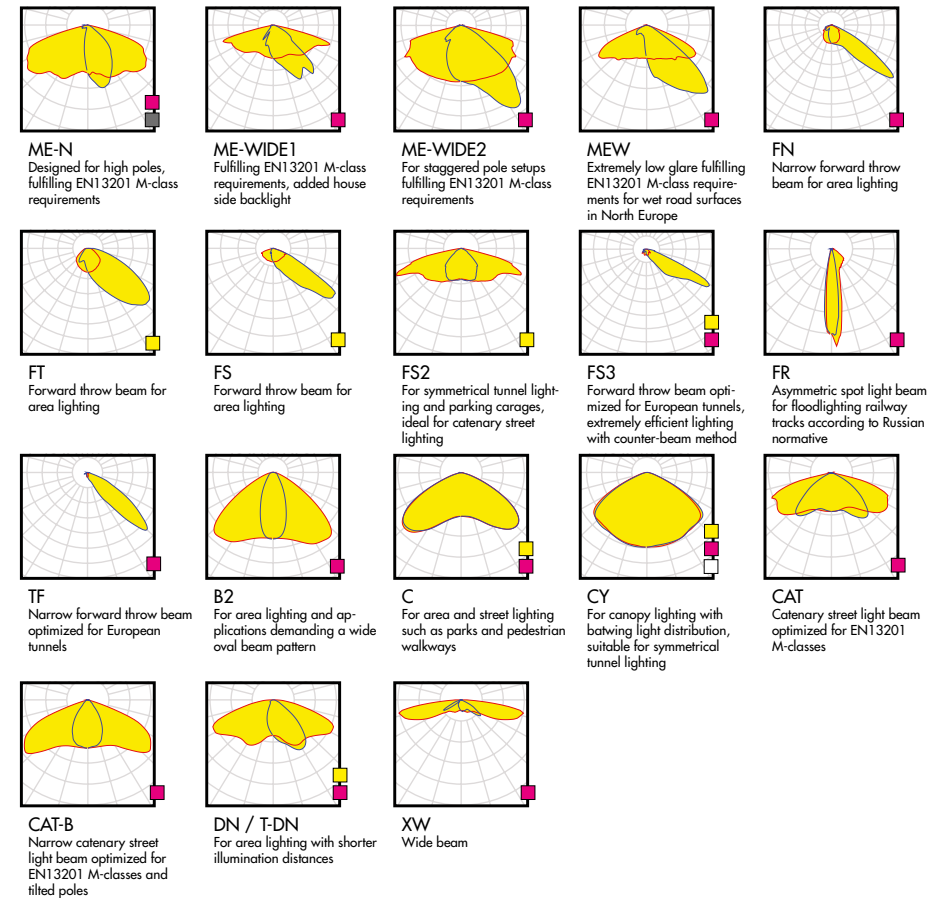 ME-N
Designed for high poles,
fulfilling EN13201 M-class
requirements
ME-WIDE1
Fulfilling EN13201 M-class
requirements, added house
side backlight
ME-WIDE2
For staggered pole setups
fulfilling EN13201 M-class
requirements
MEW
Extremely low glare fulfilling
EN13201 M-class require-
ments for wet road surfaces
in North Europe
FN
Narrow forward throw
beam for area lighting
FT
Forward throw beam for
area lighting
FS
Forward throw beam for
area lighting
FS2
For symmetrical tunnel light-
ing and parking carages,
ideal for catenary street
lighting
FS3
Forward throw beam opti-
mized for European tunnels,
extremely efficient lighting
with counter-beam method
FR
Asymmetric spot light beam
for floodlighting railway
tracks according to Russian
normative
TF
Narrow forward throw beam
optimized for European
tunnels
B2
For area lighting and ap-
plications demanding a wide
oval beam pattern
C
For area and street lighting
such as parks and pedestrian
walkways
CY
For canopy lighting with
batwing light distribution,
suitable for symmetrical
tunnel lighting
CAT
Catenary street light beam
optimized for EN13201
M-classes
CAT-B
Narrow catenary street
light beam optimized for
EN13201 M-classes and
tilted poles
DN / T-DN
For area lighting with shorter
illumination distances
XW
Wide beam